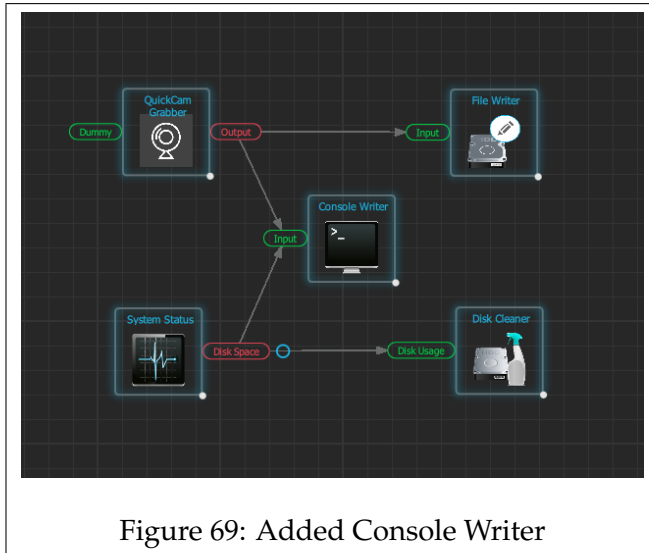 QuickCam
Grabber
Dummy
Output
File Writer
Input
Console Writer
Input
>_
System Status
Disk Space
Disk Cleaner
Disk Usage
Figure 69: Added Console Writer